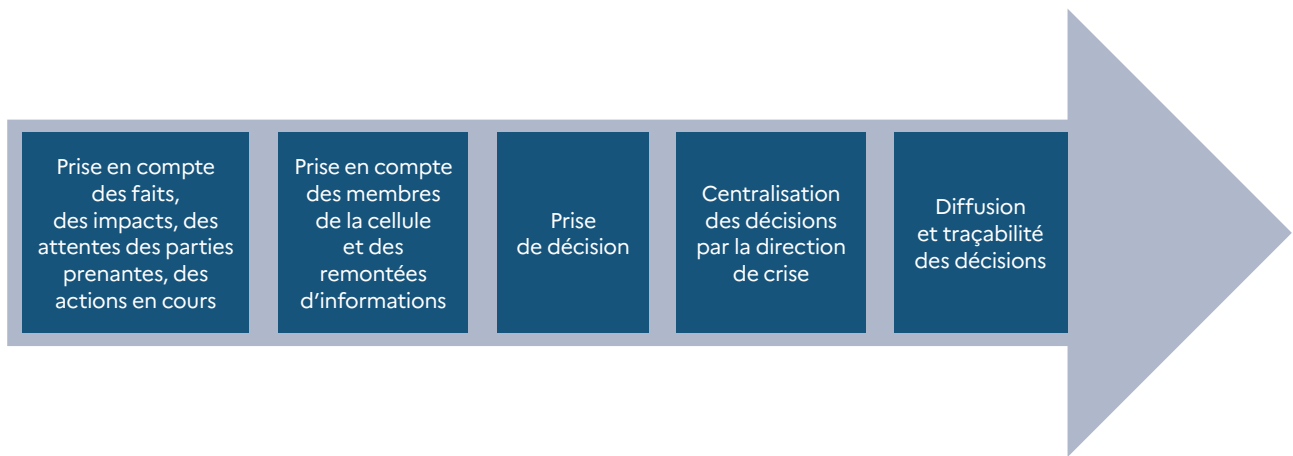 Prise en compte
des faits,
des impacts, des
attentes des parties
prenantes, des
actions en cours
Prise en compte
des membres
de la cellule
et des
remontées
d’informations
Prise
de décision
Centralisation
des décisions
par la direction
de crise
Diffusion
et traçabilité
des décisions